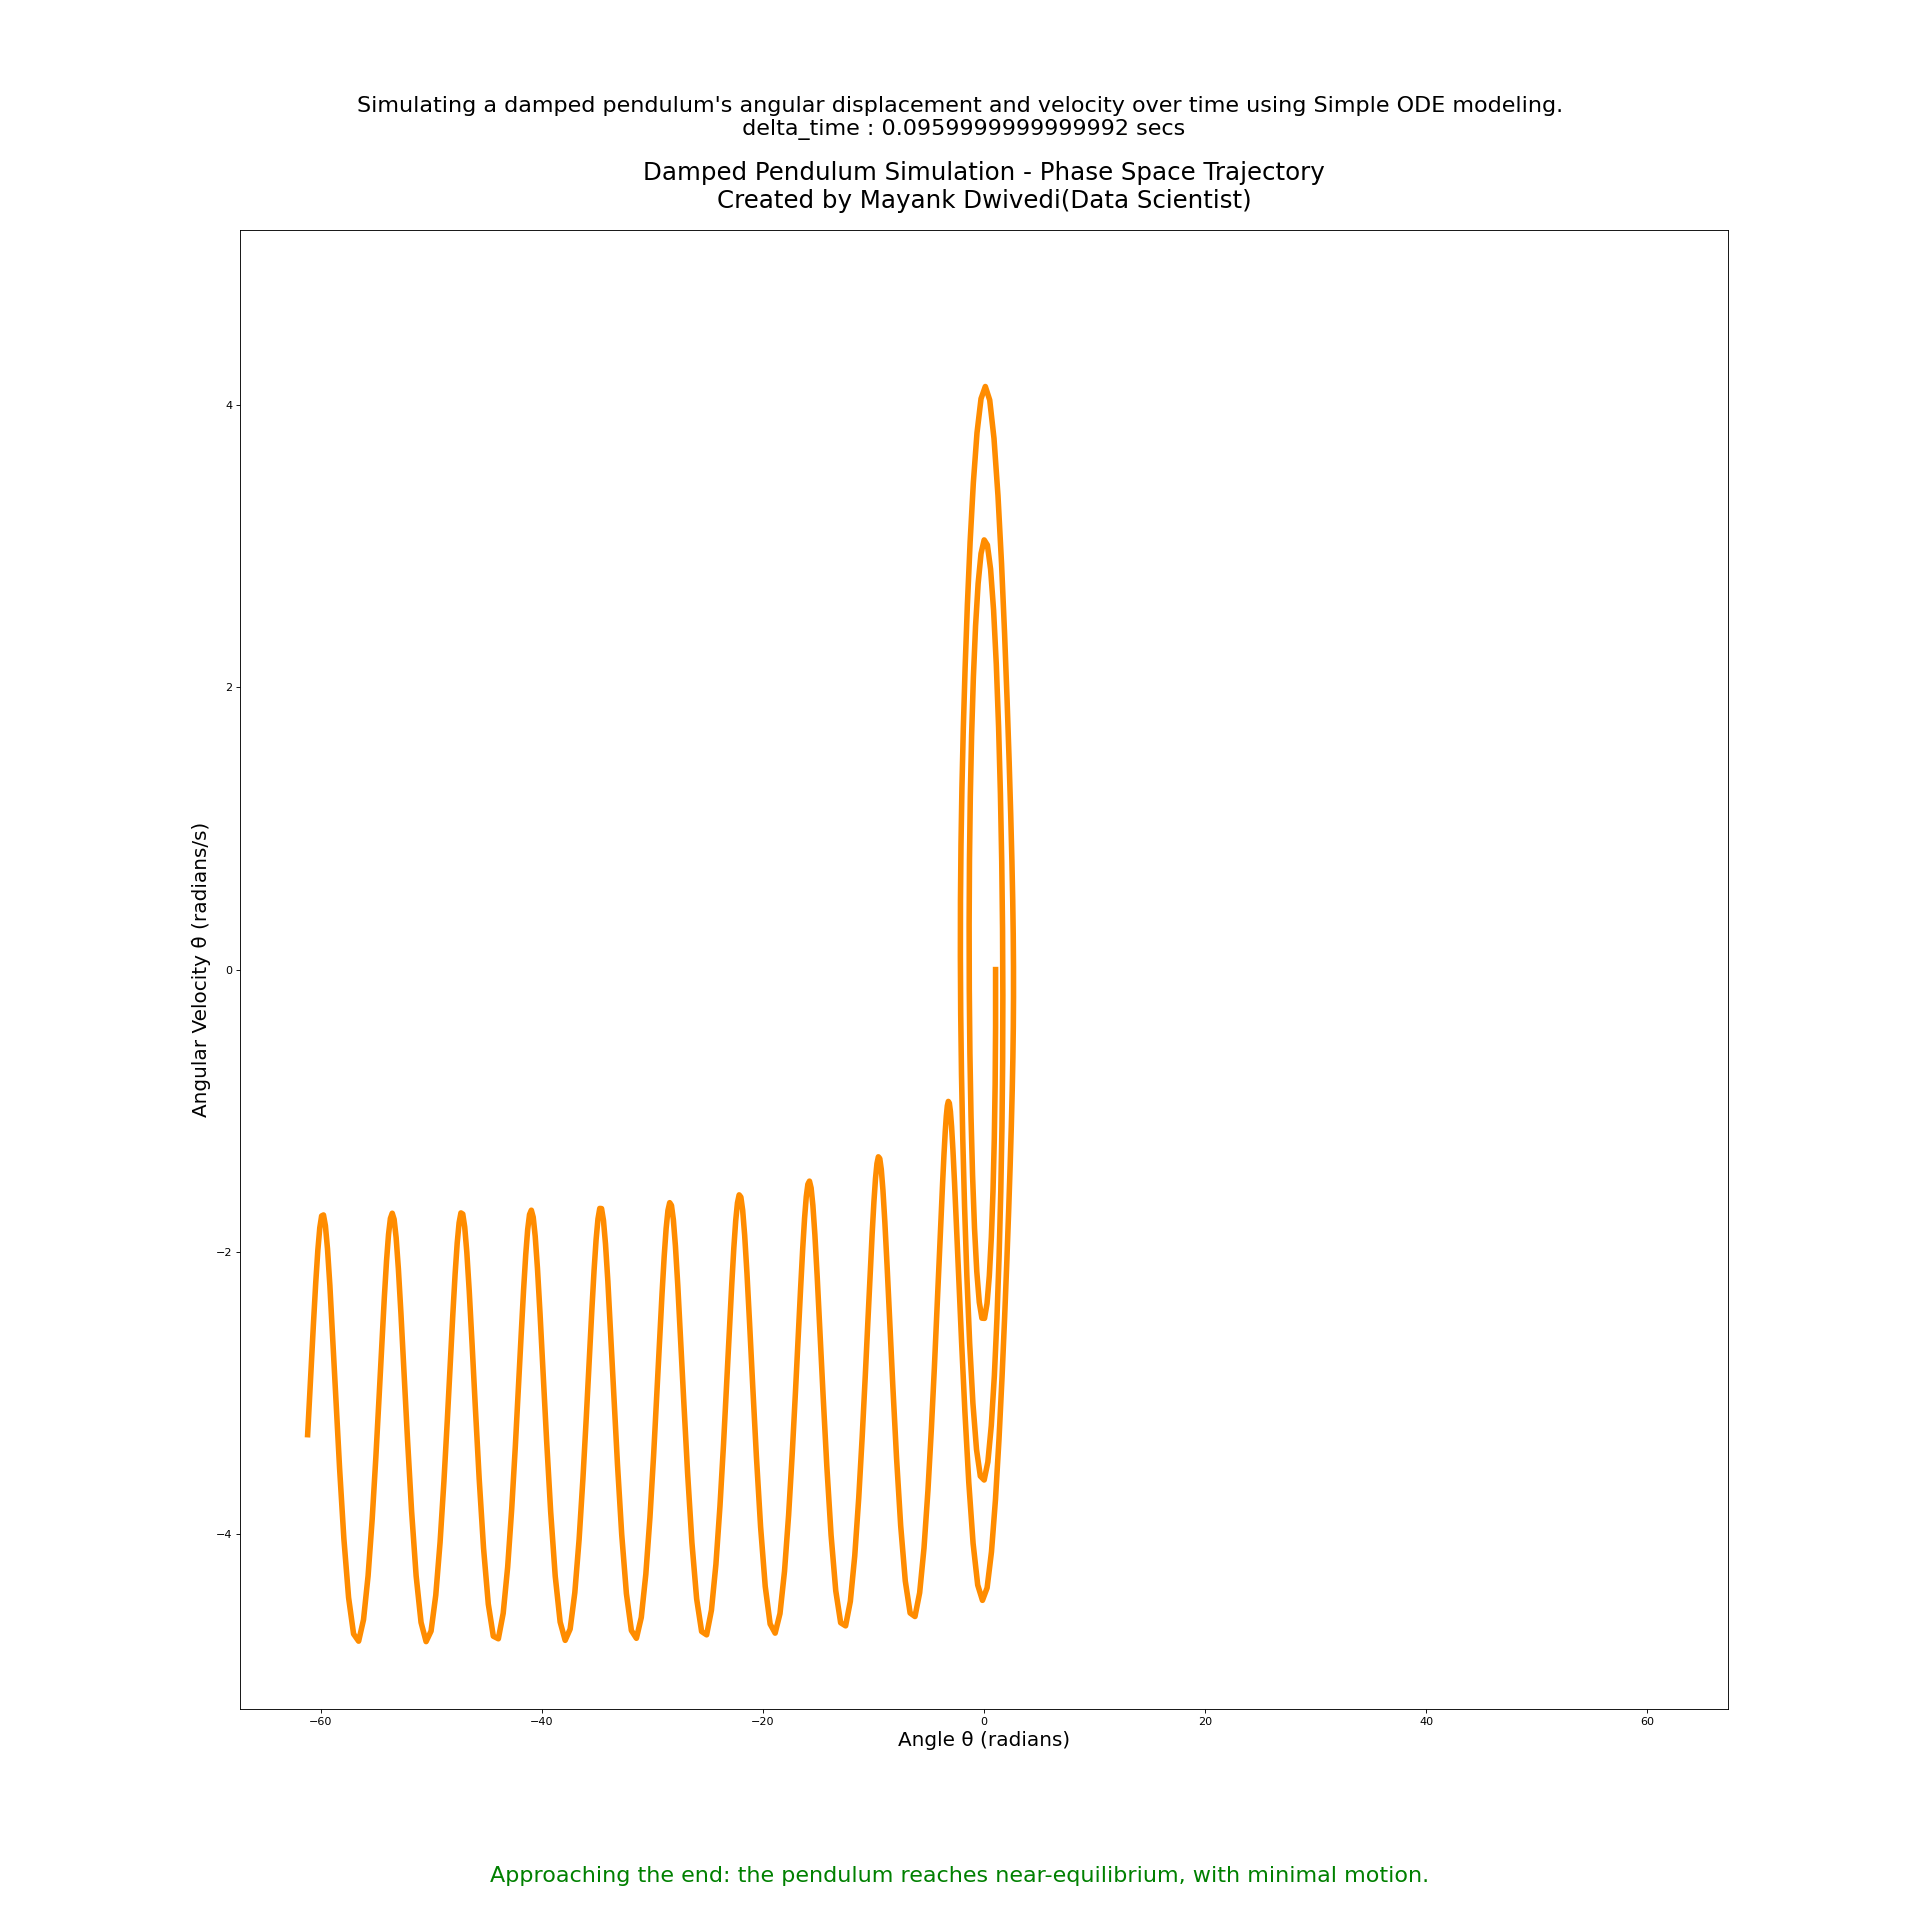 Simulating a damped pendulum's angular displacement and velocity over time using Simple ODE modeling.
delta_time : 0.0959999999999992 secs
Damped Pendulum Simulation - Phase Space Trajectory
Created by Mayank Dwivedi(Data Scientist)
4
2
0
−2
−4
Angular Velocity θ (radians/s)
−60
−40
−20
0
20
40
60
Angle θ (radians)
Approaching the end: the pendulum reaches near-equilibrium, with minimal motion.